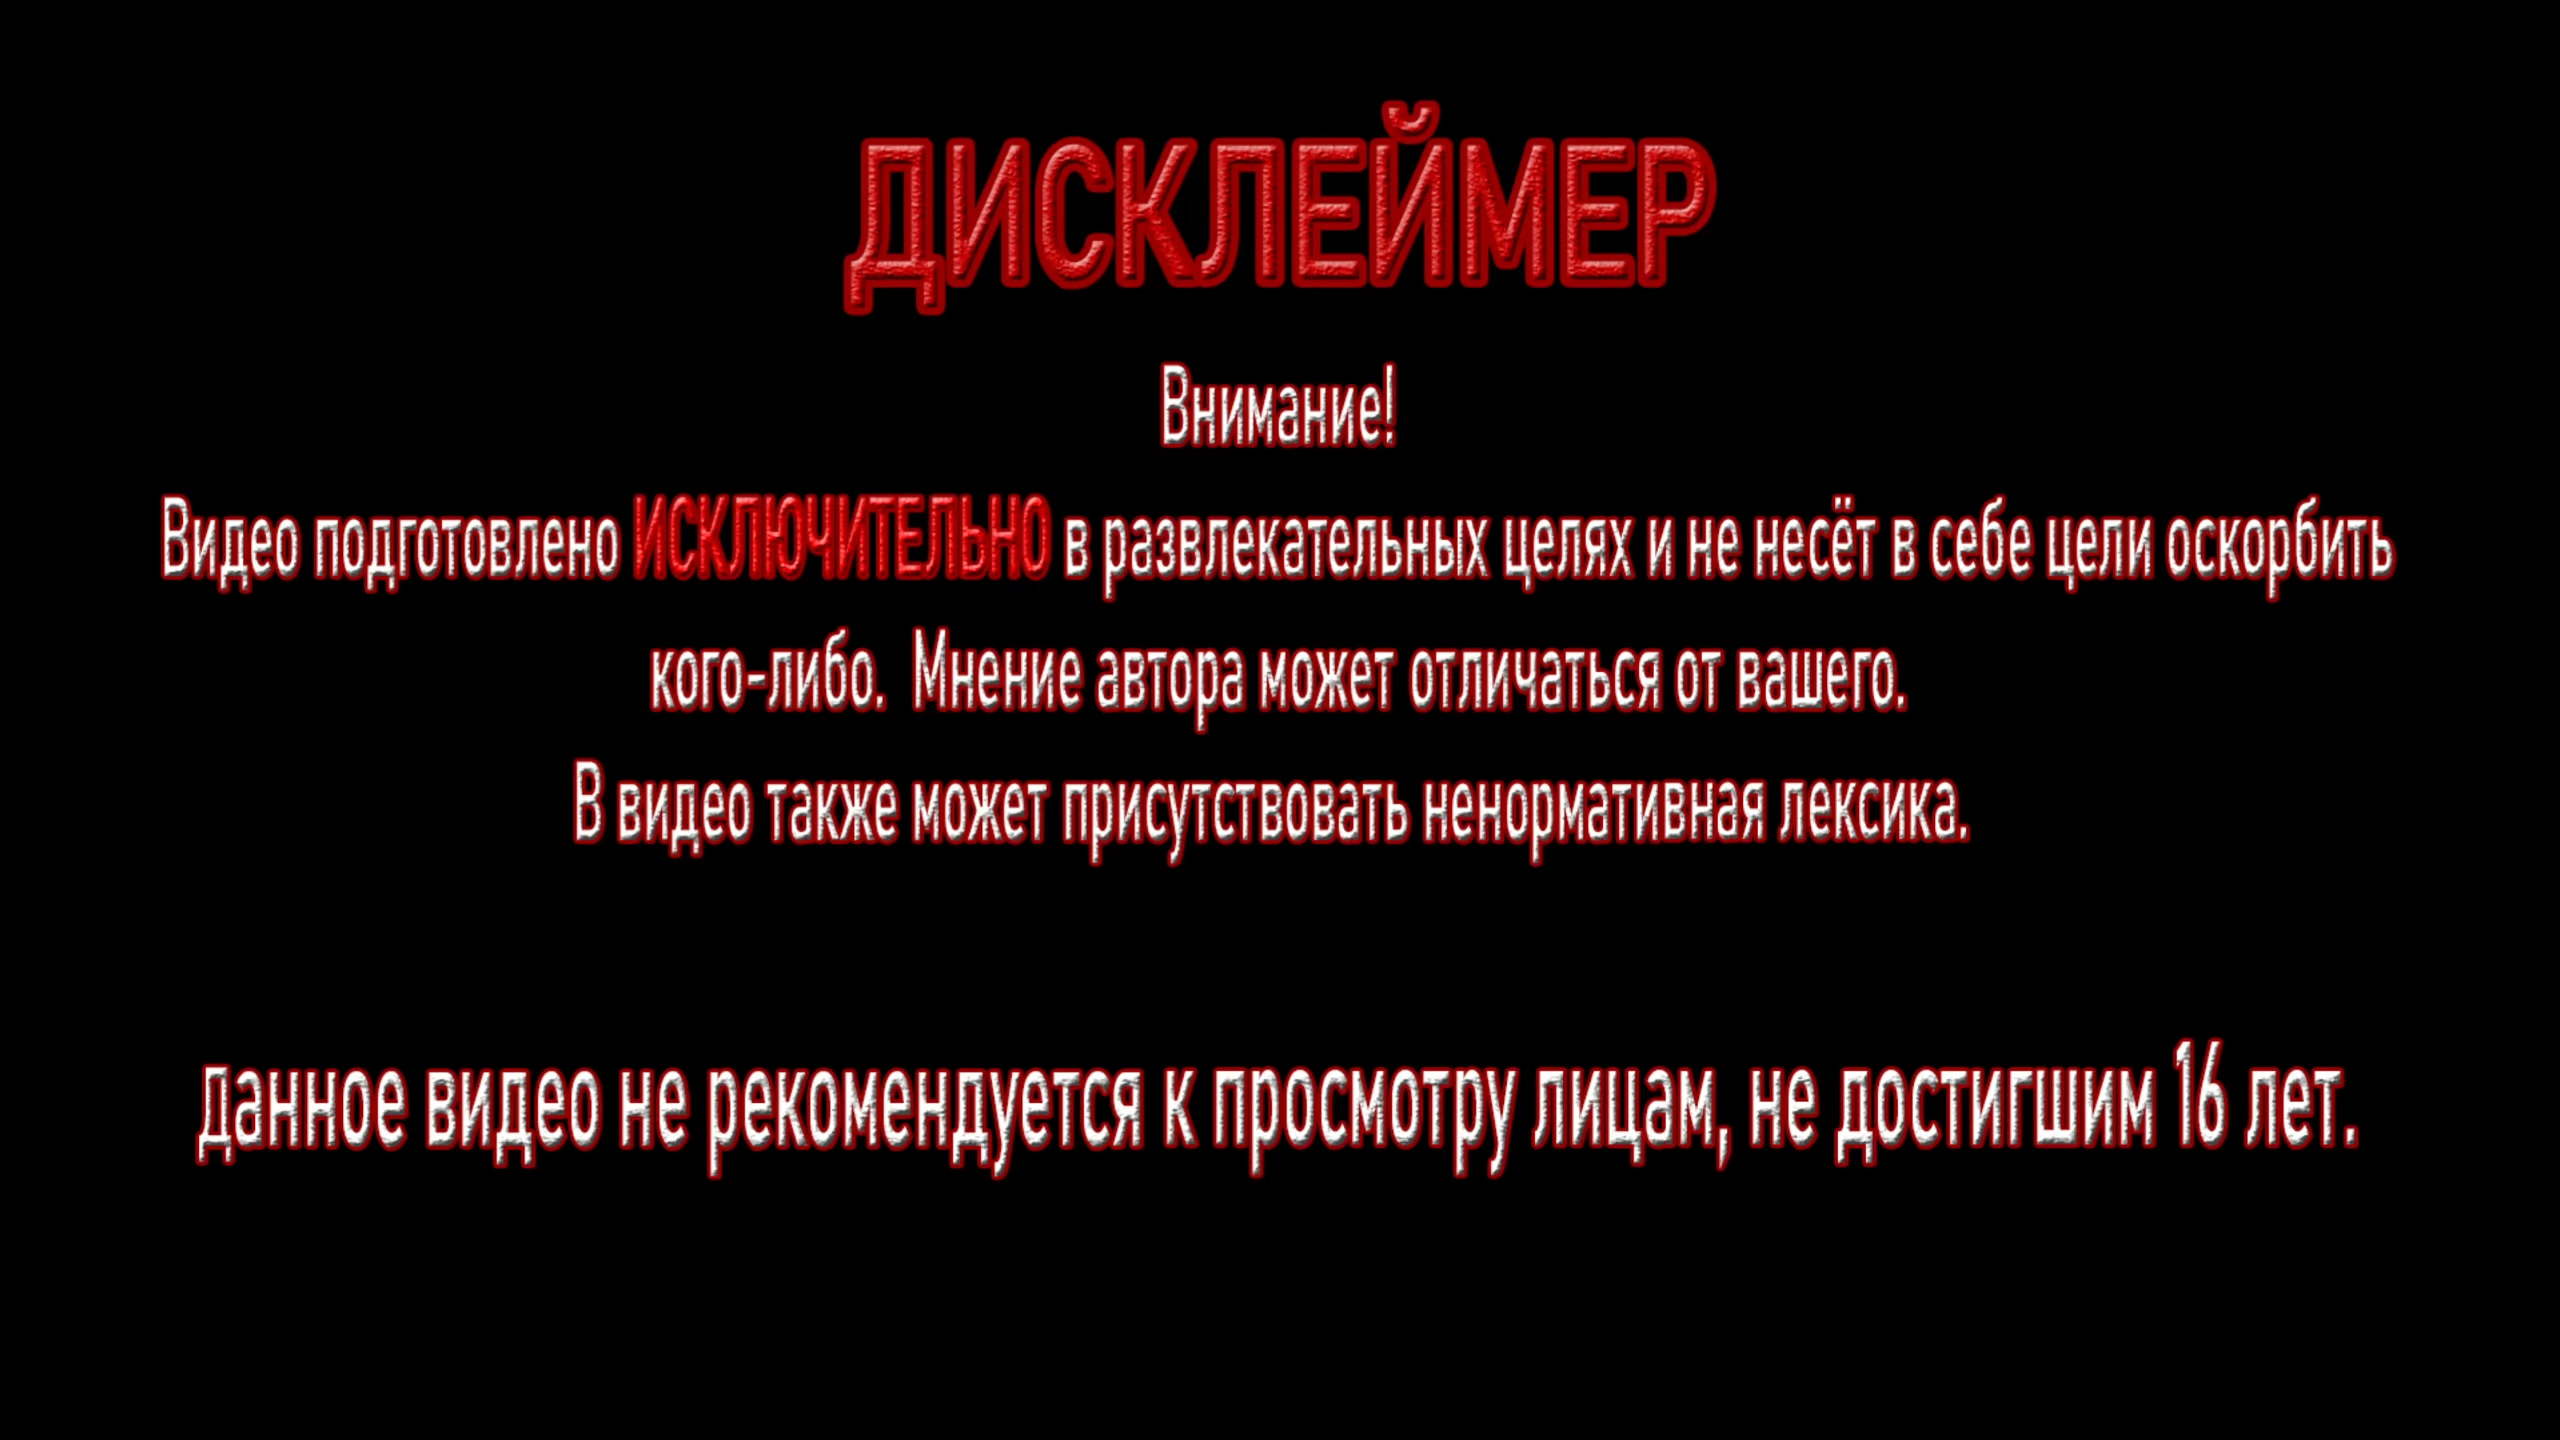 ДИСКЛЕЙМЕР
Внимание!
Видео подготовлено ИСКЛЮЧИТЕЛЬНО в развлекательных целях и не несёт в себе цели оскорбить
кого-либо. Мнение автора может отличаться от вашего.
В видео также может присутствовать ненормативная лексика.
данное видео не рекомендуется к просмотру лицам, не достигшим 16 лет.